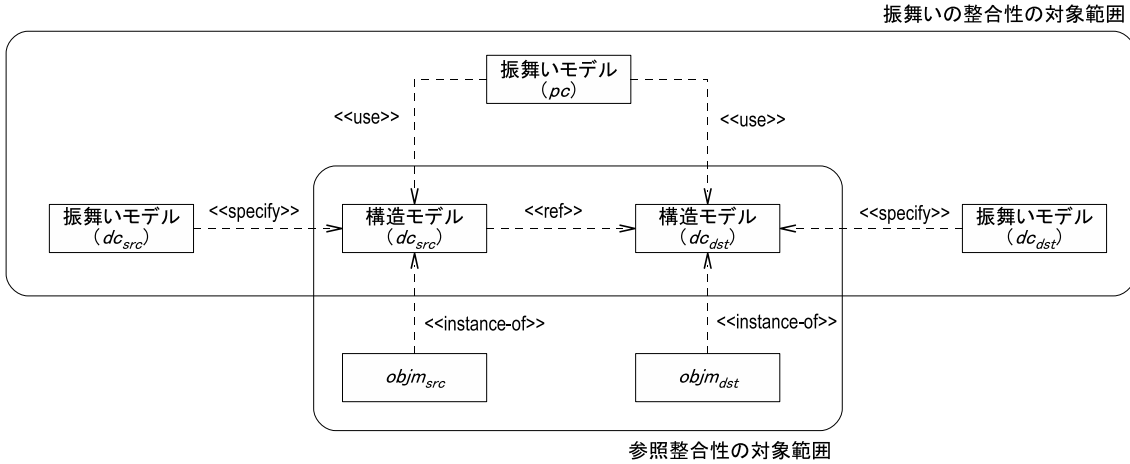 振舞いの整合性の対象範囲
振舞いモデル
（pc）
<<use>>
<<use>>
振舞いモデル
（dcsrc）
<<specify>>
構造モデル
（dcsrc）
<<ref>>
構造モデル
（dcdst）
<<specify>>
振舞いモデル
（dcdst）
<<instance-of>>
<<instance-of>>
objmsrc
objmdst
参照整合性の対象範囲